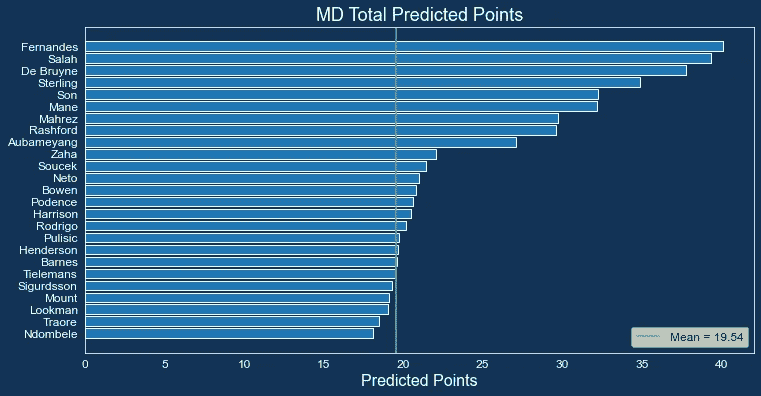 MD Total Predicted Points
Fernandes
Salah
De Bruyne
Sterling
Son
Mane
Mahrez
Rashford
Aubameyang
Zaha
Soucek
Neto
Bowen
Podence
Harrison
Rodrigo
Pulisic
Henderson
Barnes
Tielemans
Sigurdsson
Mount
Lookman
Traore
Ndombele
Mean = 19.54
0 5 10 15 20 25 30 35 40
Predicted Points